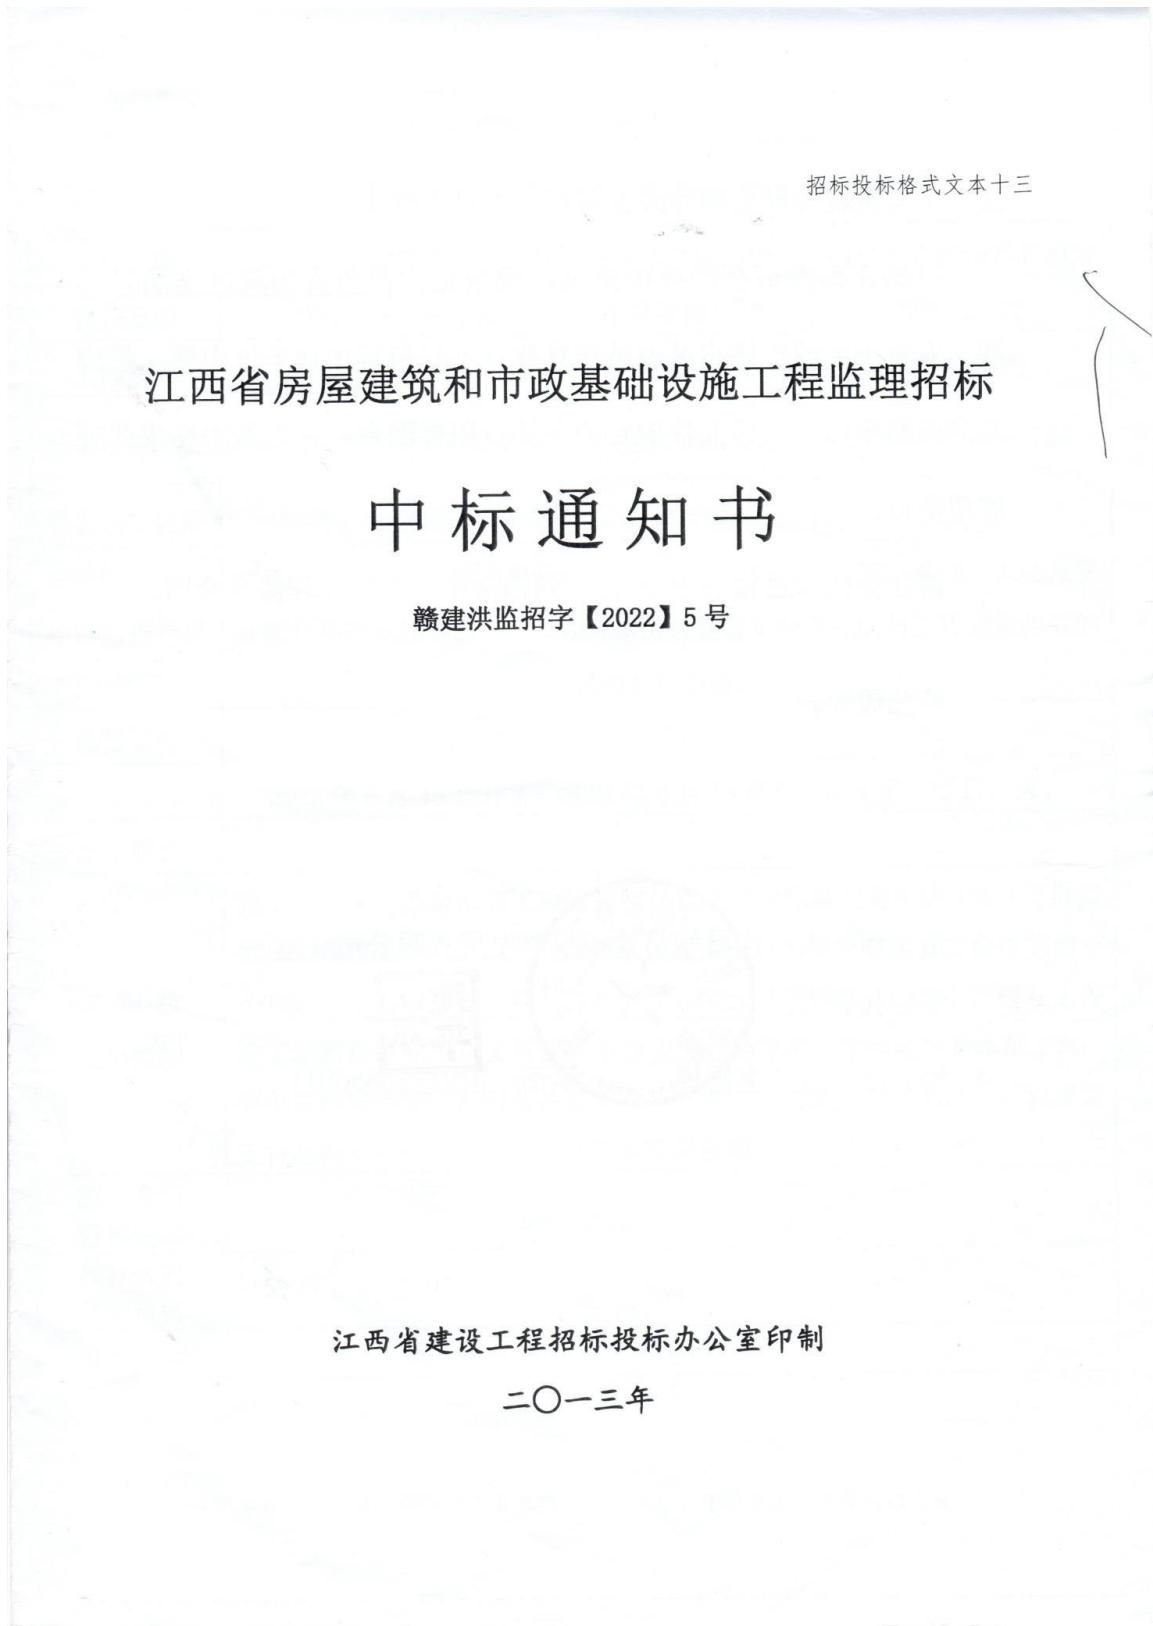 招标投标格式文本十三
江西省房屋建筑和市政基础设施工程监理招标
中标通知书
赣建洪监招字【2022】5号
江西省建设工程招标投标办公室印制
二〇一三年